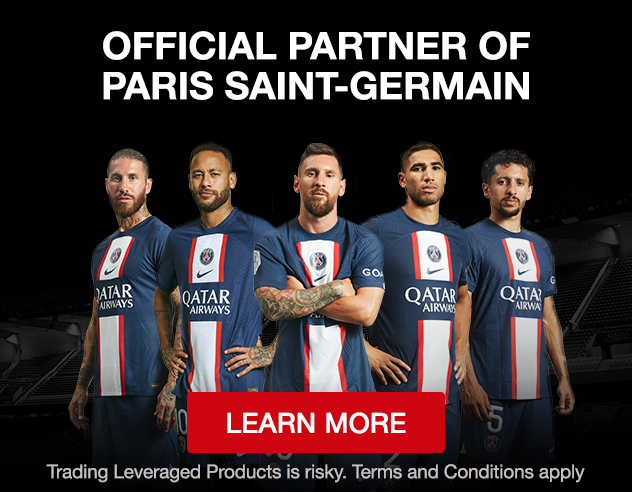 OFFICIAL PARTNER OF
PARIS SAINT-GERMAIN
GOA
QATAR
AIRWAYS
QATAR
AIRWAYS
QATAR
AIRWAYS
QATAR
AIRWAYS
5
LEARN MORE
Trading Leveraged Products is risky. Terms and Conditions apply